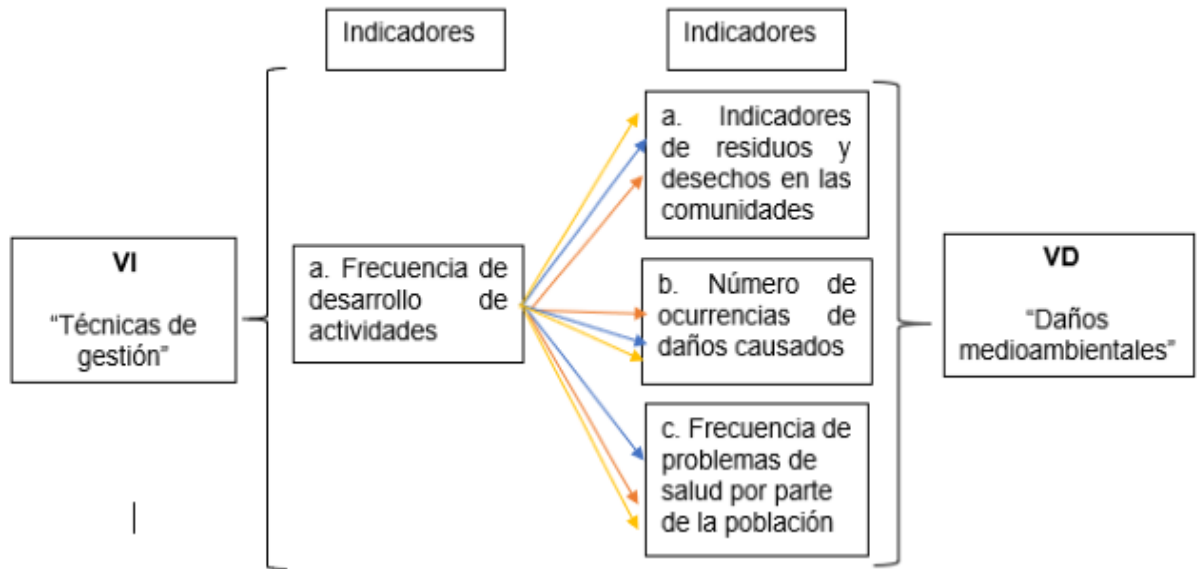 Indicadores
Indicadores
VI
“Técnicas de
gestión”
a. Frecuencia de
desarrollo de
actividades
a. Indicadores
de residuos y
desechos en las
comunidades
b. Número de
ocurrencias de
daños causados
c. Frecuencia de
problemas de
salud por parte
de la población
VD
“Daños
medioambientales”